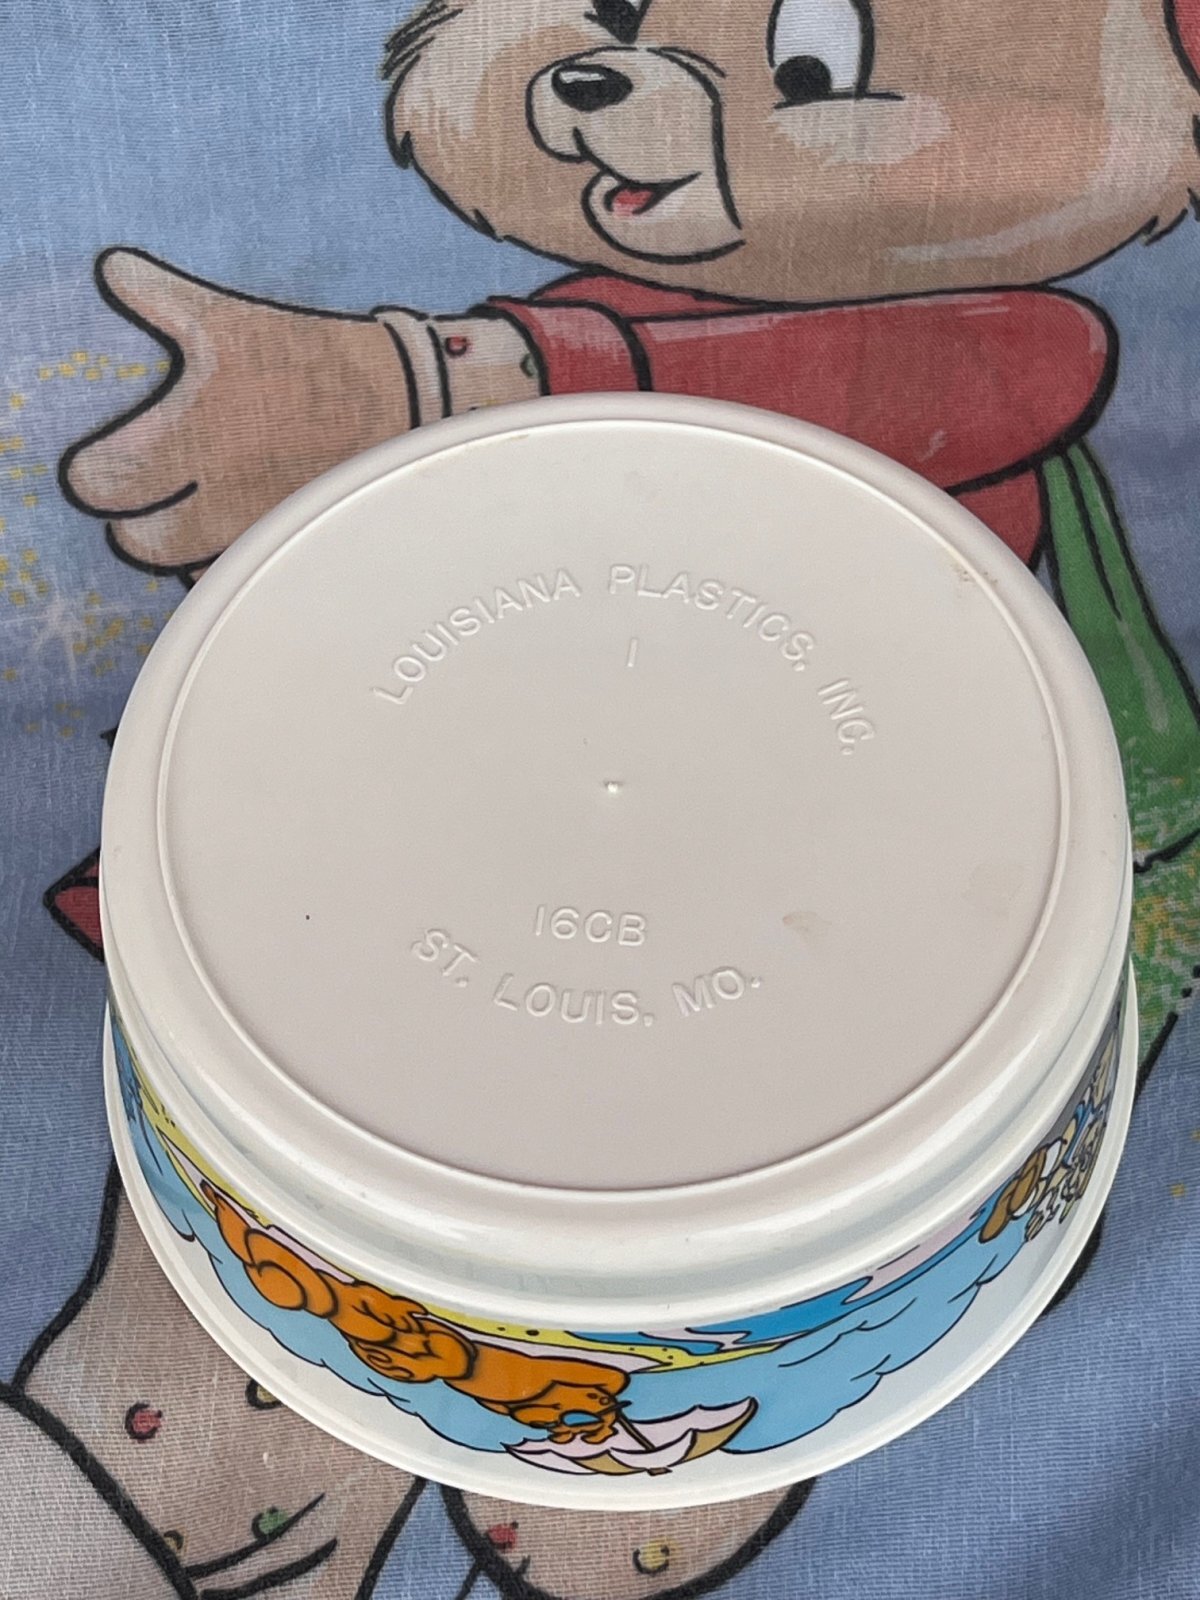 LOUISIANA PLASTICS, INC.
1
16CB
ST. LOUIS, MO.